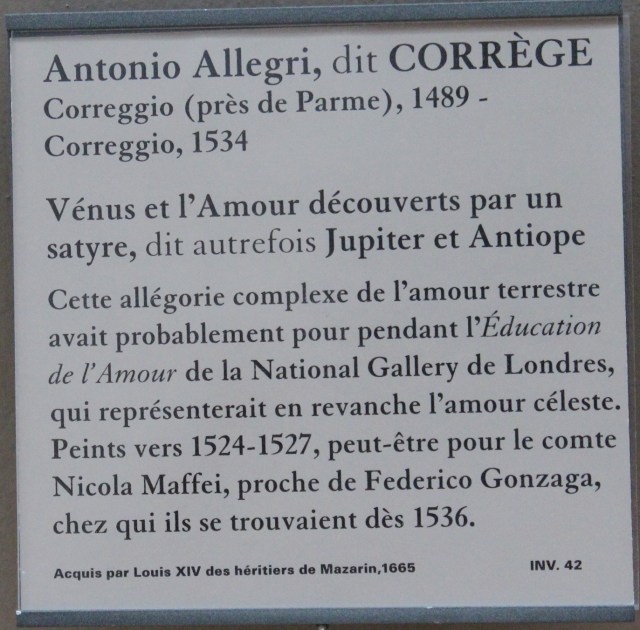 Antonio Allegri, dit CORRÈGE
Correggio (près de Parme), 1489 -
Correggio, 1534
Vénus et l'Amour découverts par un
satyre, dit autrefois Jupiter et Antiope
Cette allégorie complexe de l'amour terrestre
avait probablement pour pendant l'Éducation
de l'Amour de la National Gallery de Londres,
qui représenterait en revanche l'amour céleste.
Peints vers 1524-1527, peut-être pour le comte
Nicola Maffei, proche de Federico Gonzaga,
chez qui ils se trouvaient dès 1536.
Acquis par Louis XIV des héritiers de Mazarin,1665 INV. 42